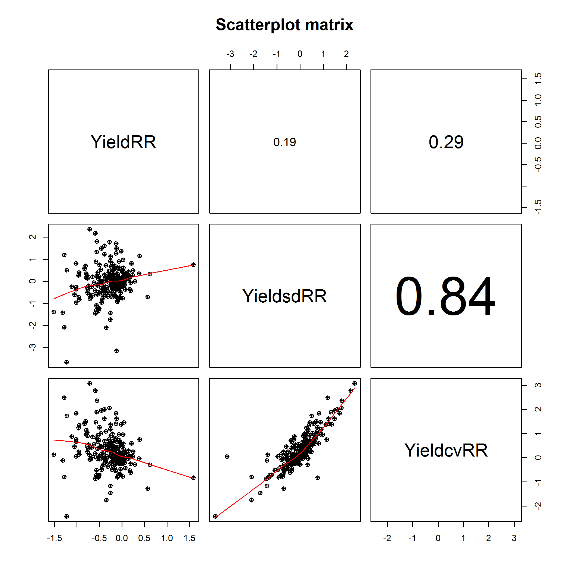 Scatterplot matrix
-3 -1 0 1 2
YieldRR
0.19
0.29
-1.5 -0.5 0.0 0.5 1.0 1.5
-3 -2 -1 0 1 2
YieldsdRR
0.84
YieldcvRR
-2 -1 0 1 2 3
-1.5 -0.5 0.0 0.5 1.0 1.5
-2 -1 0 1 2 3